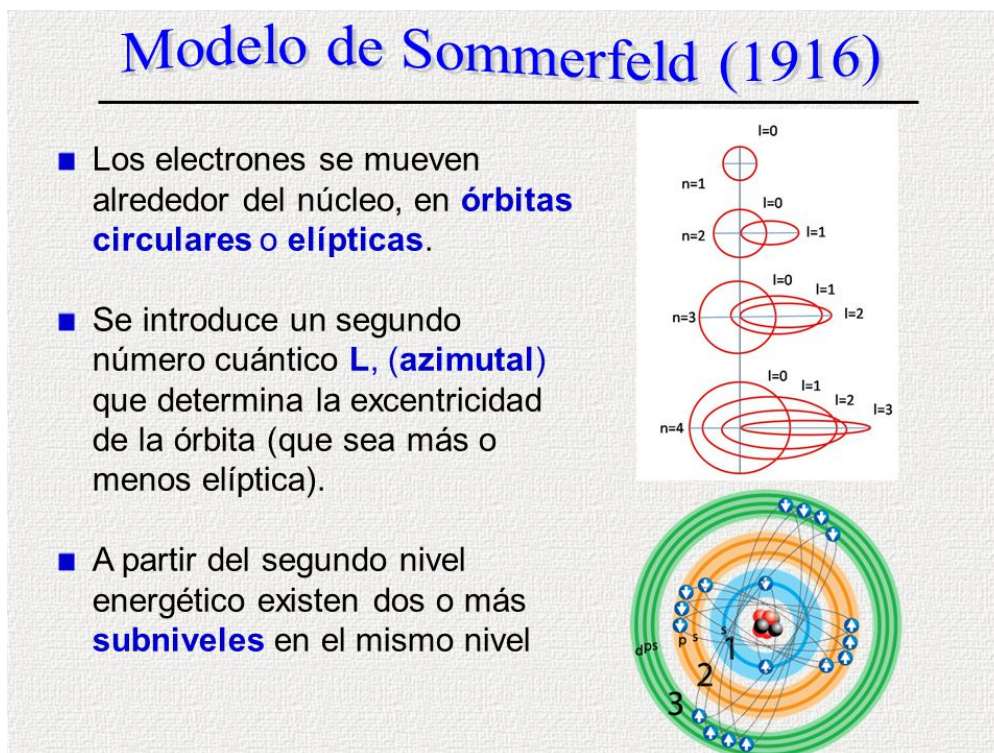 Modelo de Sommerfeld (1916)
Los electrones se mueven
alrededor del núcleo, en órbitas
circulares o elípticas.
Se introduce un segundo
número cuántico L, (azimutal)
que determina la excentricidad
de la órbita (que sea más o
menos elíptica).
A partir del segundo nivel
energético existen dos o más
subniveles en el mismo nivel
l=0
n=1
l=0
n=2
l=1
l=0
l=1
n=3
l=2
l=0
l=1
l=2
l=3
n=4
s
1
p s
2
d p s
3